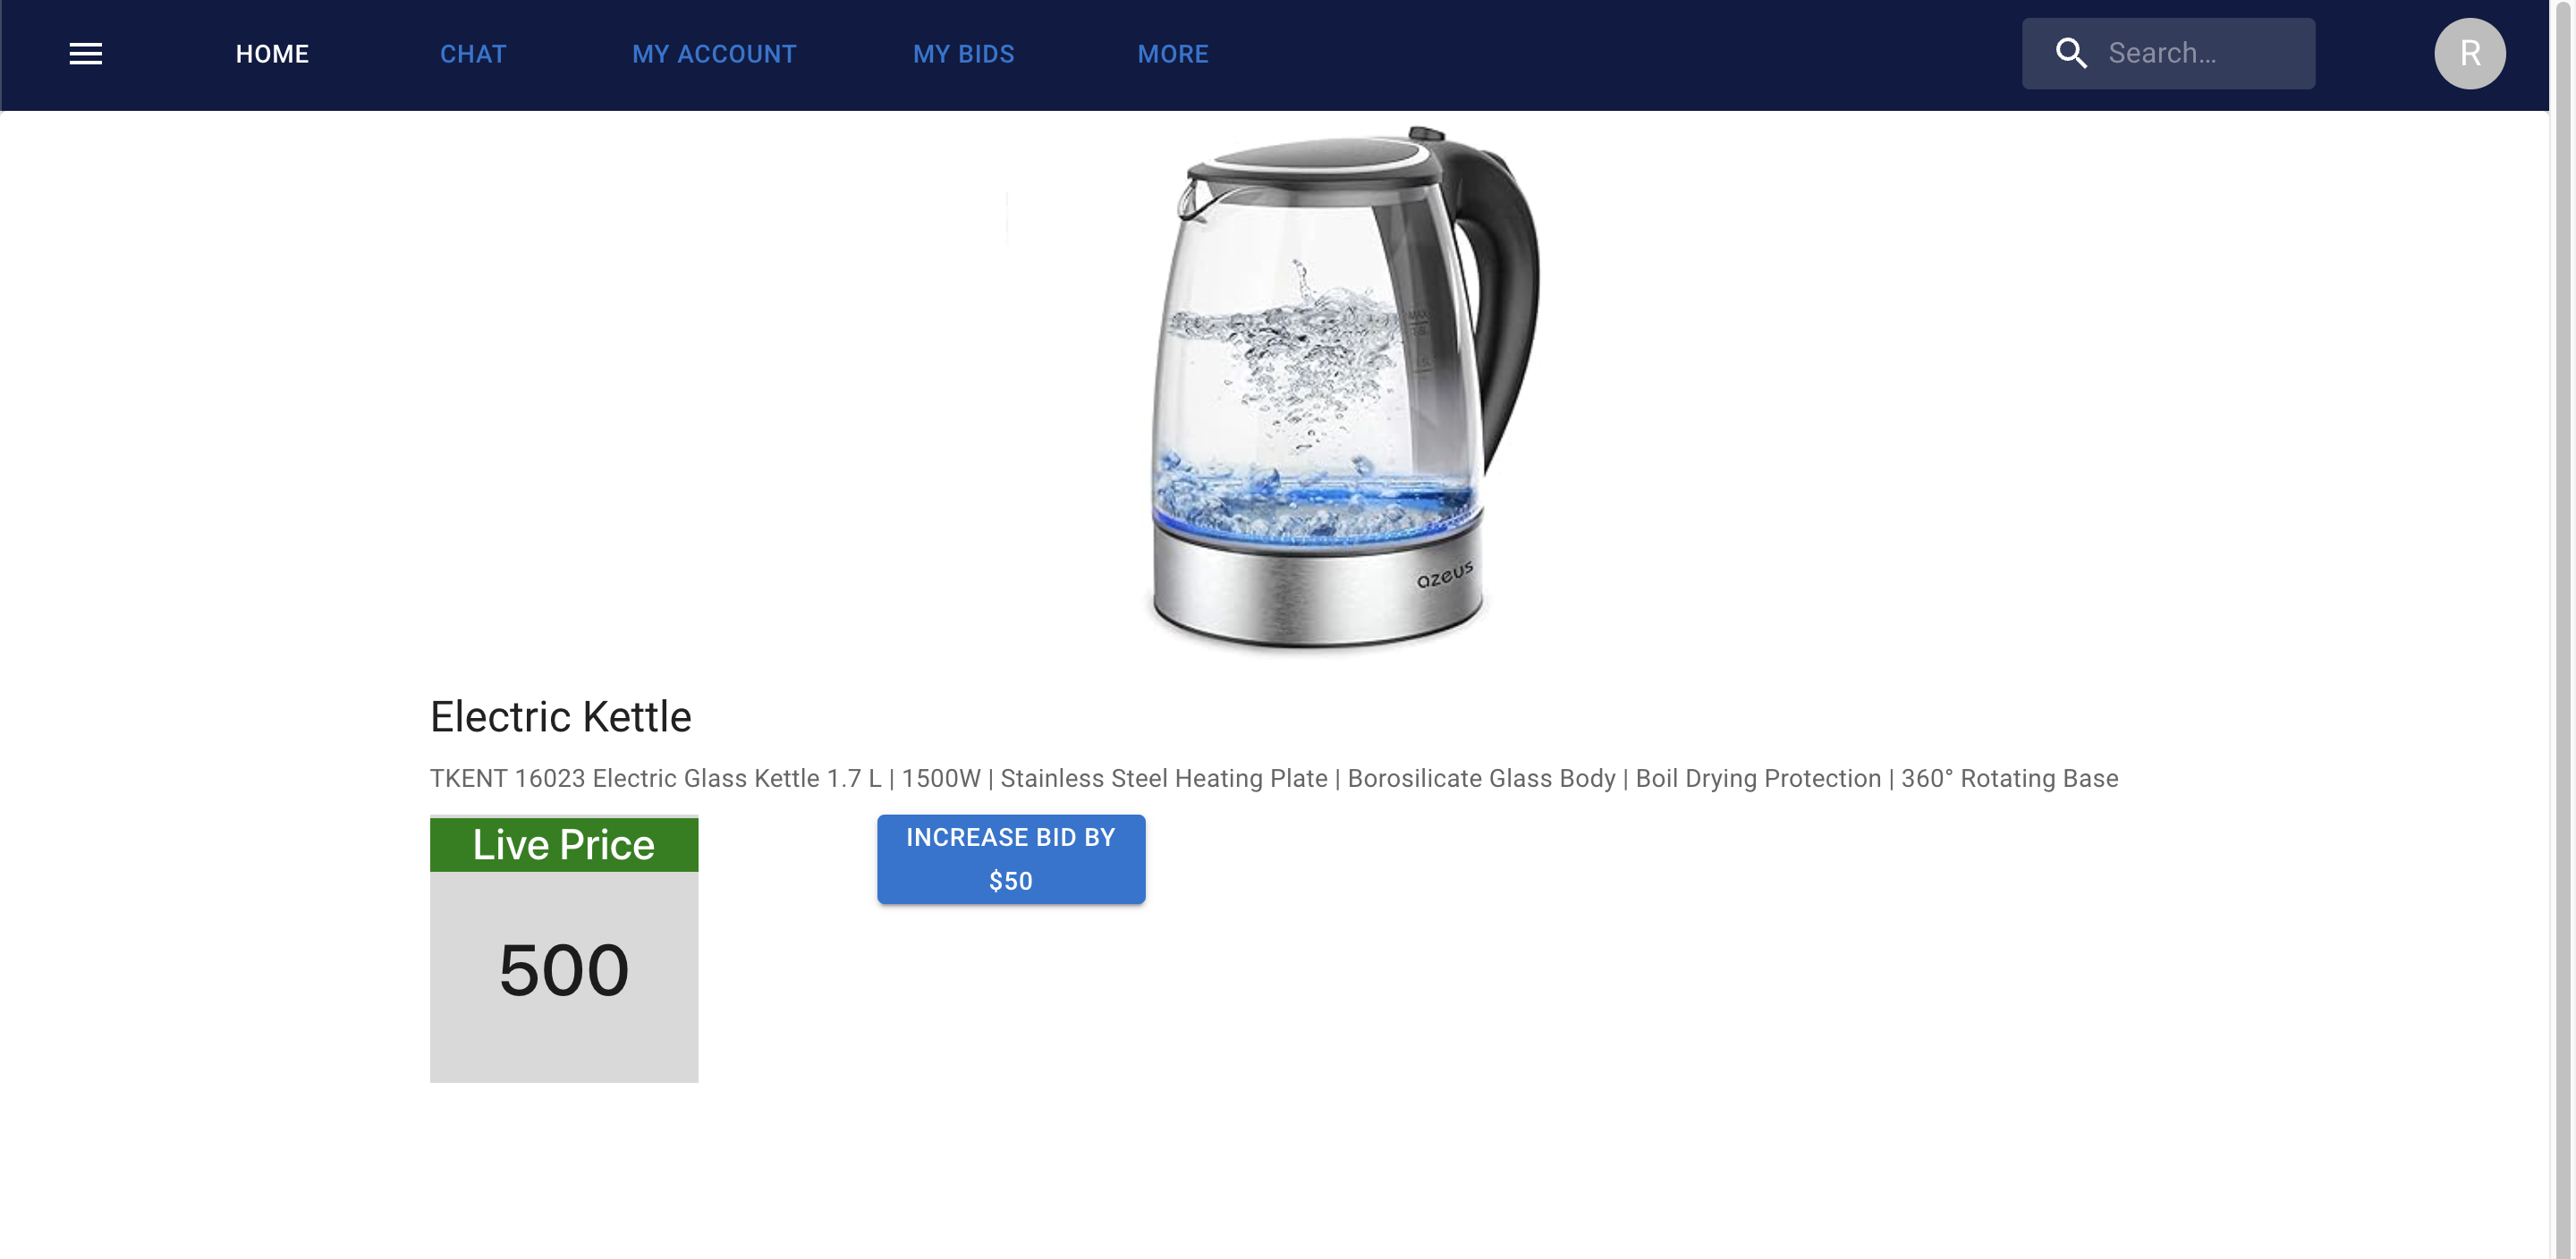 HOME CHAT MY ACCOUNT MY BIDS MORE Search... R
MAX
azeus
Electric Kettle
TKENT 16023 Electric Glass Kettle 1.7 L | 1500W | Stainless Steel Heating Plate | Borosilicate Glass Body | Boil Drying Protection | 360° Rotating Base
Live Price
INCREASE BID BY
$50
500